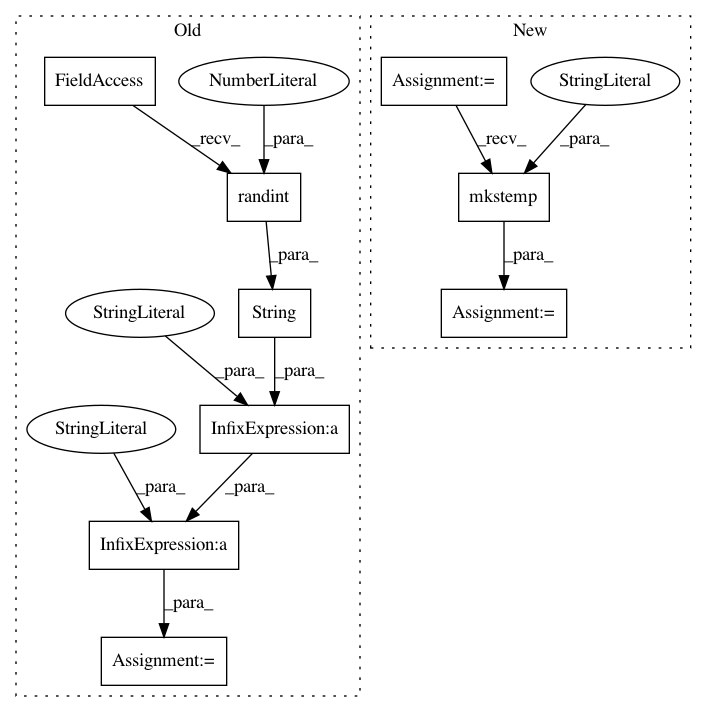 Old
New
FieldAccess
NumberLiteral
Assignment:=
StringLiteral
_recv_
_para_
_recv_
_para_
randint
mkstemp
_para_
_para_
StringLiteral
String
Assignment:=
_para_
_para_
StringLiteral
InfixExpression:a
_para_
_para_
InfixExpression:a
_para_
Assignment:=